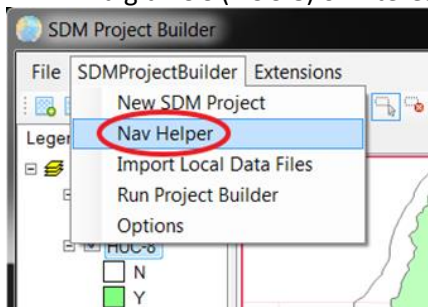 SDM Project Builder
File SDMProjectBuilder Extensions
New SDM Project
Nav Helper
Import Local Data Files
Run Project Builder
Options
HUC-8
N
Y